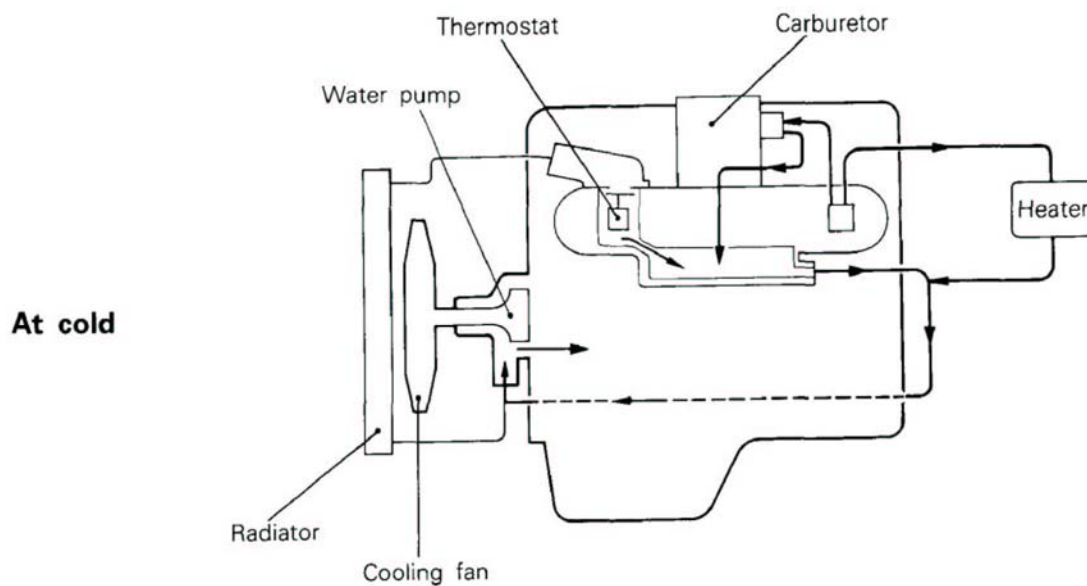 Thermostat
Carburetor
Water pump
Heater
At cold
Radiator
Cooling fan